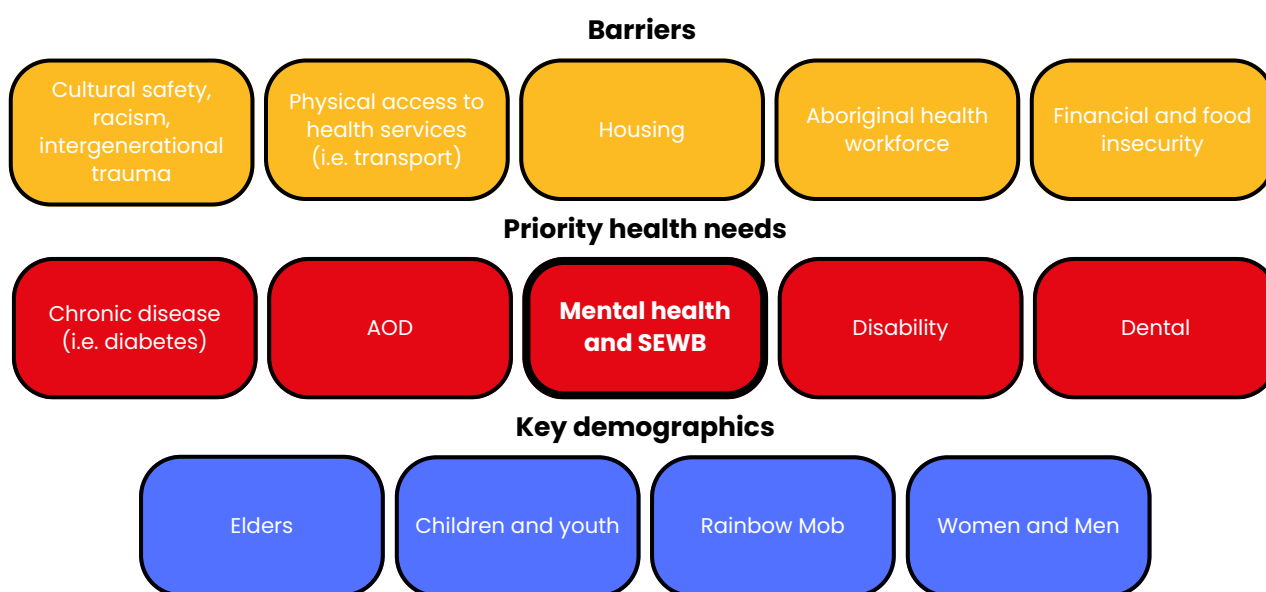 Barriers
Cultural safety,
racism,
intergenerational
trauma
Physical access to
health services
(i.e. transport)
Housing
Aboriginal health
workforce
Financial and food
insecurity
Priority health needs
Chronic disease
(i.e. diabetes)
AOD
Mental health
and SEWB
Disability
Dental
Key demographics
Elders
Children and youth
Rainbow Mob
Women and Men